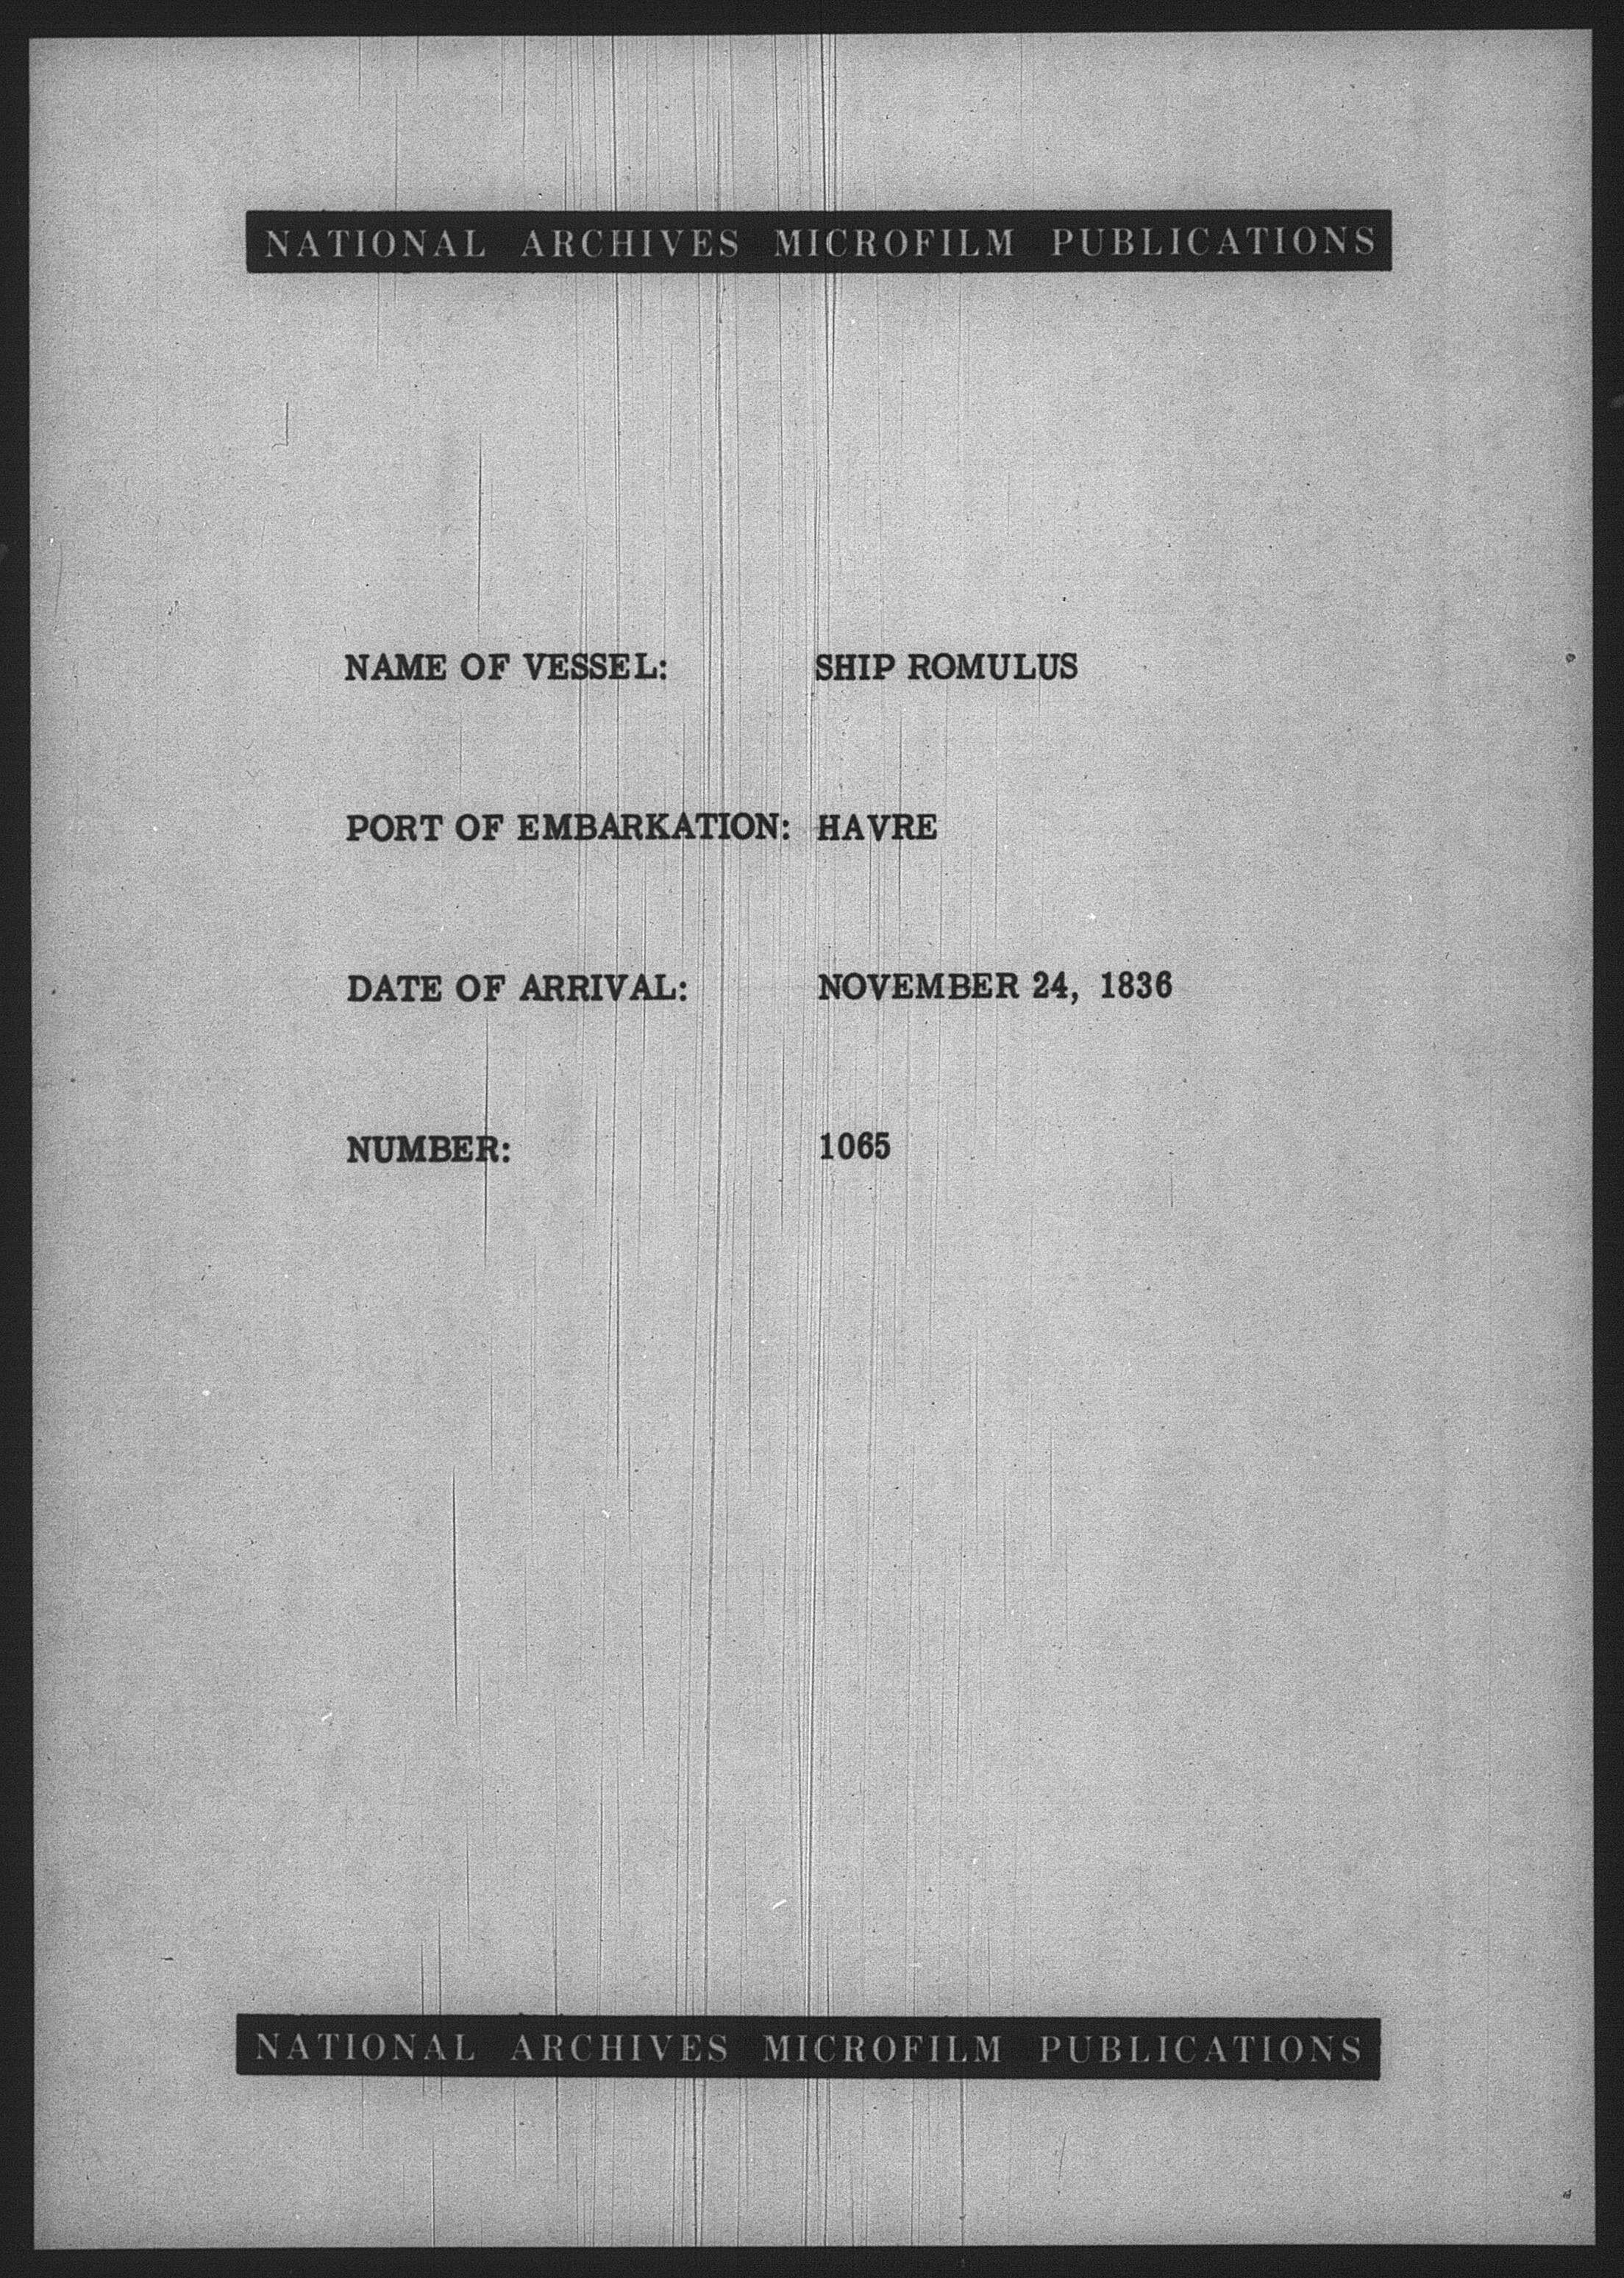 NATIONAL ARCHIVES MICROFILM PUBLICATIONS
NAME OF VESSEL: SHIP ROMULUS
PORT OF EMBARKATION: HAVRE
DATE OF ARRIVAL: NOVEMBER 24, 1836
NUMBER: 1065
NATIONAL ARCHIVES MICROFILM PUBLICATIONS